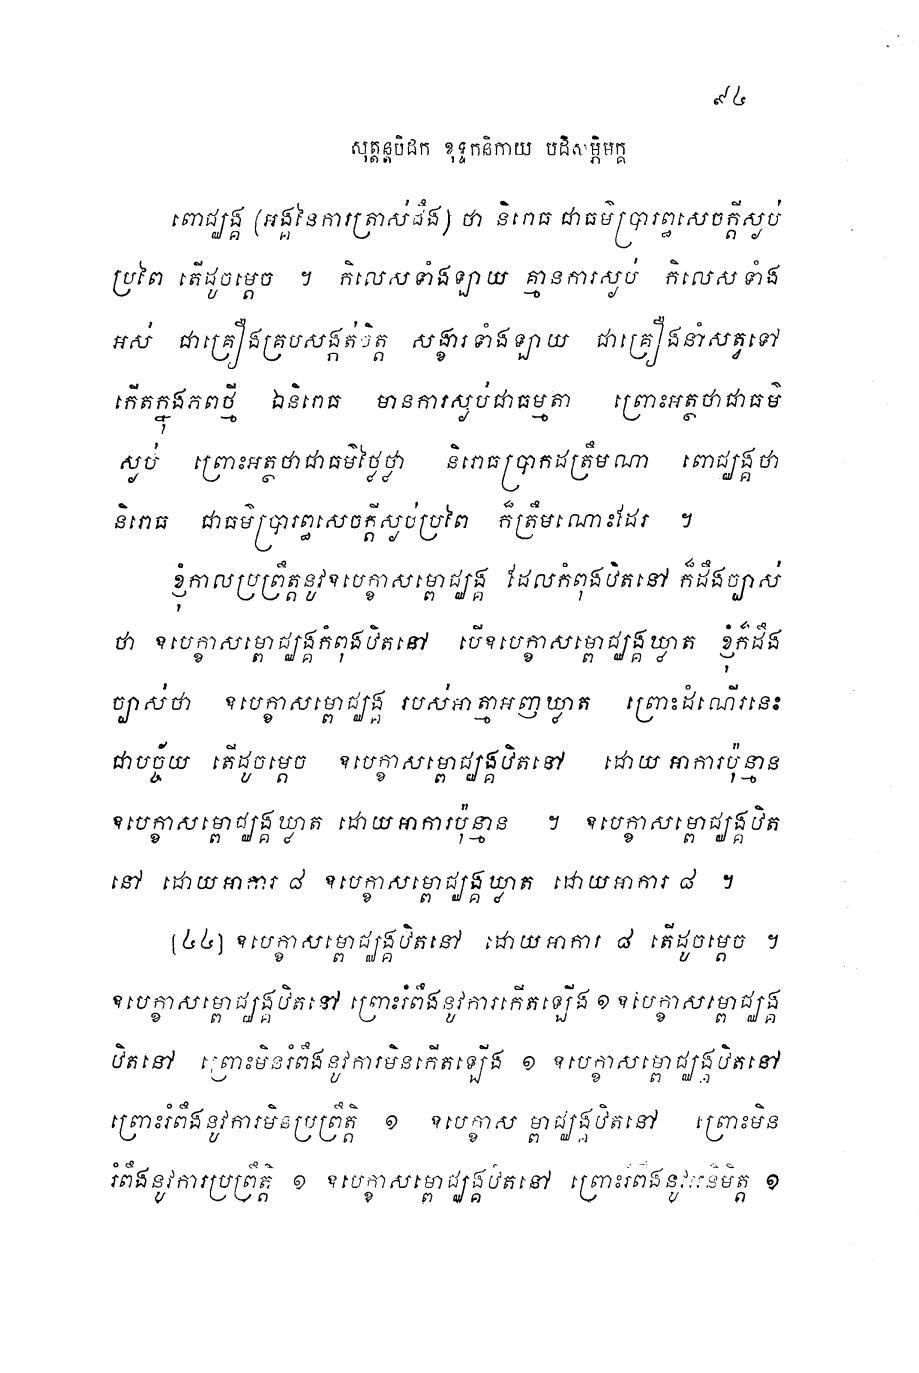 ៩៤
សុត្តន្តបិដក ខុទ្ទកនិកាយ បដិសម្ភិទាមគ្គ
ពោជ្ឈង្គ (អង្គនៃការត្រាស់ដឹង) ថា និរោធ ជាធម៌ប្រារព្ធសេចក្តីស្ងប់
ប្រពៃ តើដូចម្តេច ។ កិលេសទាំងឡាយ គ្មានការស្ងប់ កិលេសទាំង
អស់ ជាគ្រឿងគ្របសង្កត់ចិត្ត សង្ខារទាំងឡាយ ជាគ្រឿងនាំសត្វទៅ
កើតក្នុងភពថ្មី ឯនិរោធ មានការស្ងប់ជាធម្មតា ព្រោះអត្ថថាជាធម៌
ស្ងប់ ព្រោះអត្ថថាជាធម៌ថ្លៃថ្លា និរោធប្រាកដត្រឹមណា ពោជ្ឈង្គថា
និរោធ ជាធម៌ប្រារព្ធសេចក្តីស្ងប់ប្រពៃ ក៏ត្រឹមណោះដែរ ។
ខ្ញុំកាលប្រព្រឹត្តនូវឧបេក្ខាសម្ពោជ្ឈង្គ ដែលកំពុងឋិតនៅ ក៏ដឹងច្បាស់
ថា ឧបេក្ខាសម្ពោជ្ឈង្គកំពុងឋិតនៅ បើឧបេក្ខាសម្ពោជ្ឈង្គឃ្លាត ខ្ញុំក៏ដឹង
ច្បាស់ថា ឧបេក្ខាសម្ពោជ្ឈង្គ របស់អាត្មាអញឃ្លាត ព្រោះដំណើរនេះ
ជាបច្ច័យ តើដូចម្តេច ឧបេក្ខាសម្ពោជ្ឈង្គឋិតនៅ ដោយអាការប៉ុន្មាន
ឧបេក្ខាសម្ពោជ្ឈង្គឃ្លាត ដោយអាការប៉ុន្មាន ។ ឧបេក្ខាសម្ពោជ្ឈង្គឋិត
នៅ ដោយអាការ ៨ ឧបេក្ខាសម្ពោជ្ឈង្គឃ្លាត ដោយអាការ ៨ ។
(៤៤) ឧបេក្ខាសម្ពោជ្ឈង្គឋិតនៅ ដោយអាការ ៨ តើដូចម្តេច ។
ឧបេក្ខាសម្ពោជ្ឈង្គឋិតនៅ ព្រោះរំពឹងនូវការកើតឡើង ១ ឧបេក្ខាសម្ពោជ្ឈង្គ
ឋិតនៅ ព្រោះមិនរំពឹងនូវការមិនកើតឡើង ១ ឧបេក្ខាសម្ពោជ្ឈង្គឋិតនៅ
ព្រោះរំពឹងនូវការមិនប្រព្រឹត្តិ ១ ឧបេក្ខាសម្ពោជ្ឈង្គឋិតនៅ ព្រោះមិន
រំពឹងនូវការប្រព្រឹត្តិ ១ ឧបេក្ខាសម្ពោជ្ឈង្គឋិតនៅ ព្រោះរំពឹងនូវអនិមិត្ត ១